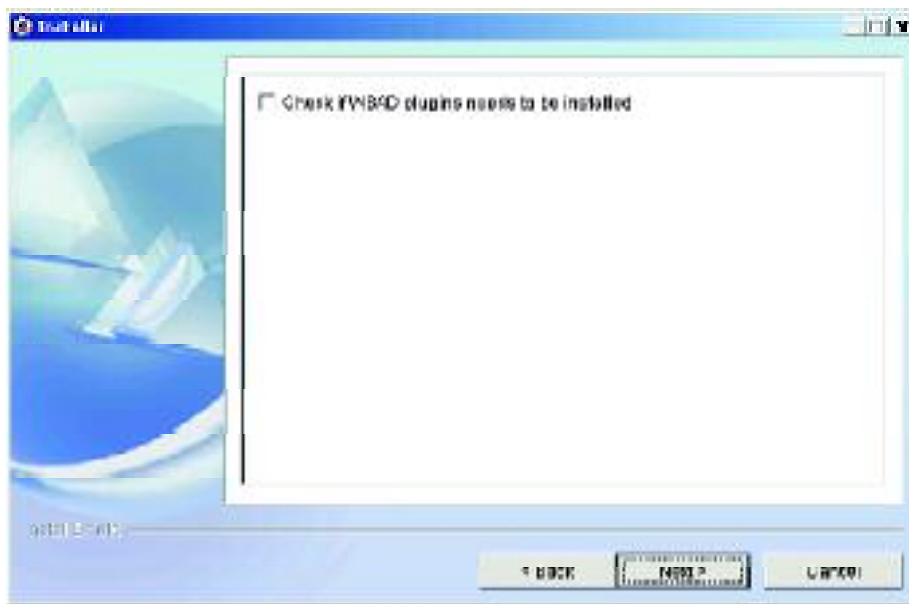 Installer
Check if WSAD plugins needs to be installed
< Back
Next >
Cancel